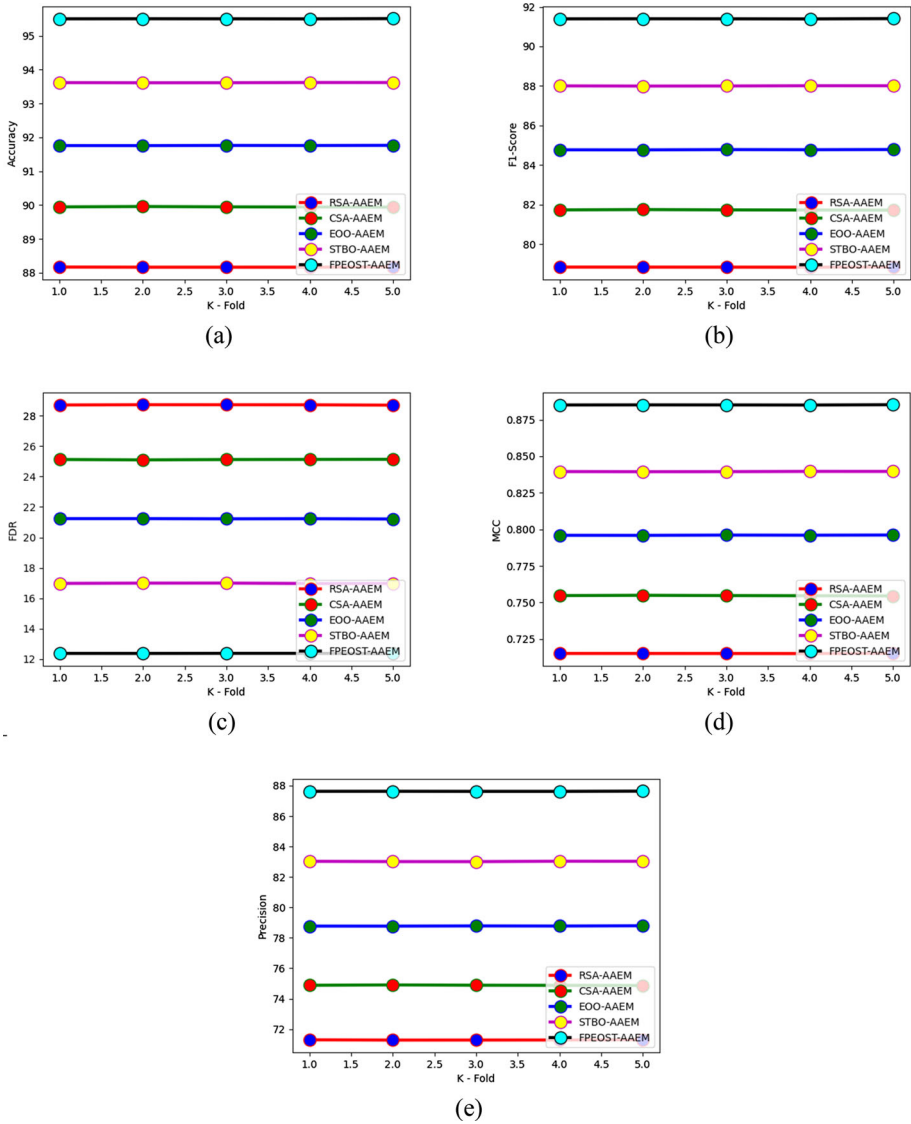 95
94
93
92
91
90
89
88
Accuracy
RSA-AAEM
CSA-AAEM
EOO-AAEM
STBO-AAEM
FPEOST-AAEM
1.0 1.5 2.0 2.5 3.0 3.5 4.0 4.5 5.0
K - Fold
(a)
92
90
88
86
84
82
80
F1-Score
RSA-AAEM
CSA-AAEM
EOO-AAEM
STBO-AAEM
FPEOST-AAEM
1.0 1.5 2.0 2.5 3.0 3.5 4.0 4.5 5.0
K - Fold
(b)
28
26
24
22
20
18
16
14
12
FDR
RSA-AAEM
CSA-AAEM
EOO-AAEM
STBO-AAEM
FPEOST-AAEM
1.0 1.5 2.0 2.5 3.0 3.5 4.0 4.5 5.0
K - Fold
(c)
0.875
0.850
0.825
0.800
0.775
0.750
0.725
MCC
RSA-AAEM
CSA-AAEM
EOO-AAEM
STBO-AAEM
FPEOST-AAEM
1.0 1.5 2.0 2.5 3.0 3.5 4.0 4.5 5.0
K - Fold
(d)
88
86
84
82
80
78
76
74
72
Precision
RSA-AAEM
CSA-AAEM
EOO-AAEM
STBO-AAEM
FPEOST-AAEM
1.0 1.5 2.0 2.5 3.0 3.5 4.0 4.5 5.0
K - Fold
(e)